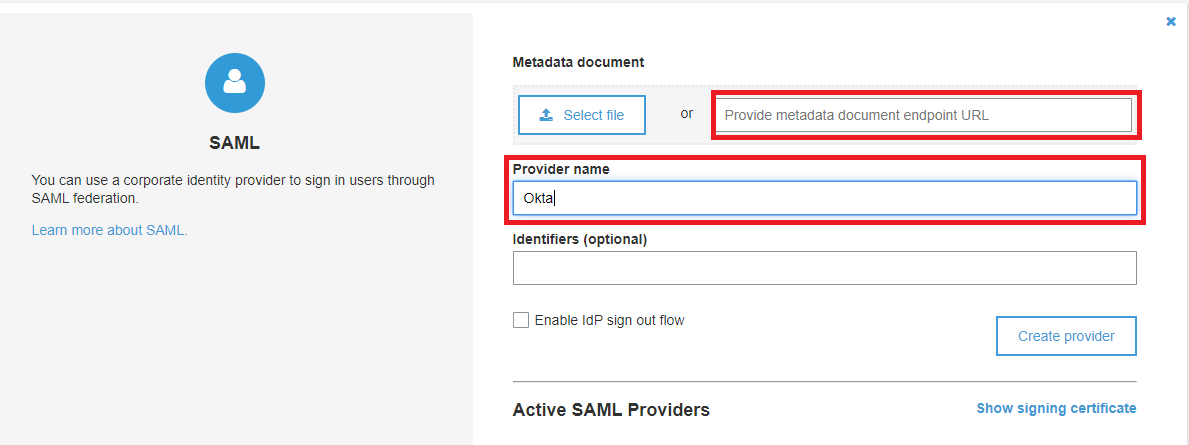 SAML
You can use a corporate identity provider to sign in users through
SAML federation.
Learn more about SAML.
Metadata document
Select file
or
Provide metadata document endpoint URL
Provider name
Okta
Identifiers (optional)
Enable IdP sign out flow
Create provider
Active SAML Providers
Show signing certificate